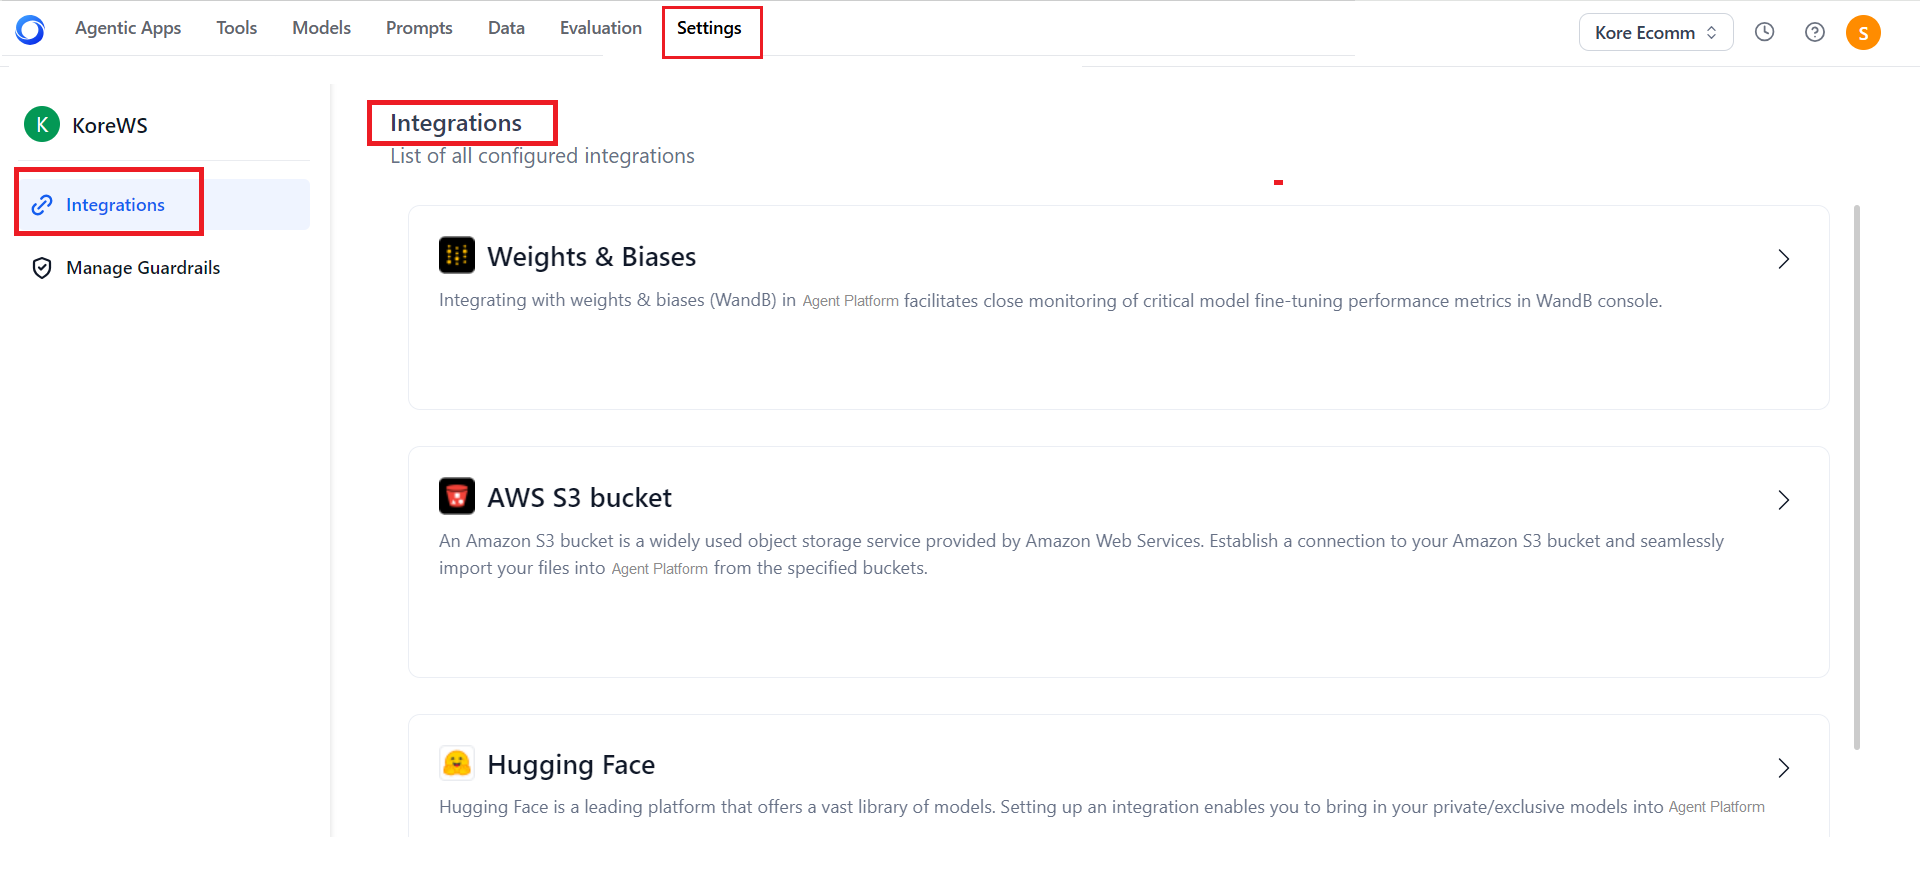 Agentic Apps Tools Models Prompts Data Evaluation Settings Kore Ecomm S
K KoreWS
Integrations
Manage Guardrails
Integrations
List of all configured integrations
Weights & Biases
Integrating with weights & biases (WandB) in Agent Platform facilitates close monitoring of critical model fine-tuning performance metrics in WandB console.
AWS S3 bucket
An Amazon S3 bucket is a widely used object storage service provided by Amazon Web Services. Establish a connection to your Amazon S3 bucket and seamlessly
import your files into Agent Platform from the specified buckets.
Hugging Face
Hugging Face is a leading platform that offers a vast library of models. Setting up an integration enables you to bring in your private/exclusive models into Agent Platform